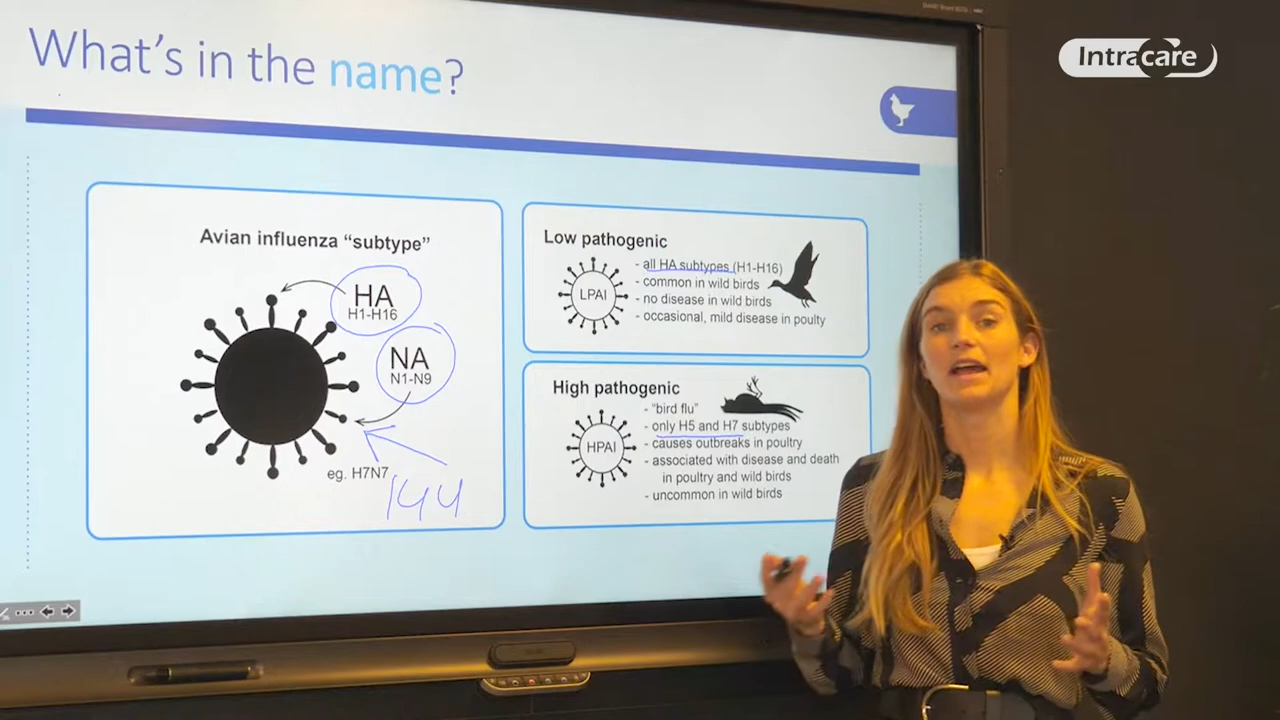 Intracare
What's in the name?
Avian influenza “subtype”
HA
H1-H16
NA
N1-N9
eg. H7N7
144
Low pathogenic
LPAI
- all HA subtypes (H1-H16)
- common in wild birds
- no disease in wild birds
- occasional, mild disease in poulty
High pathogenic
HPAI
- “bird flu”
- only H5 and H7 subtypes
- causes outbreaks in poultry
- associated with disease and death
in poultry and wild birds
- uncommon in wild birds